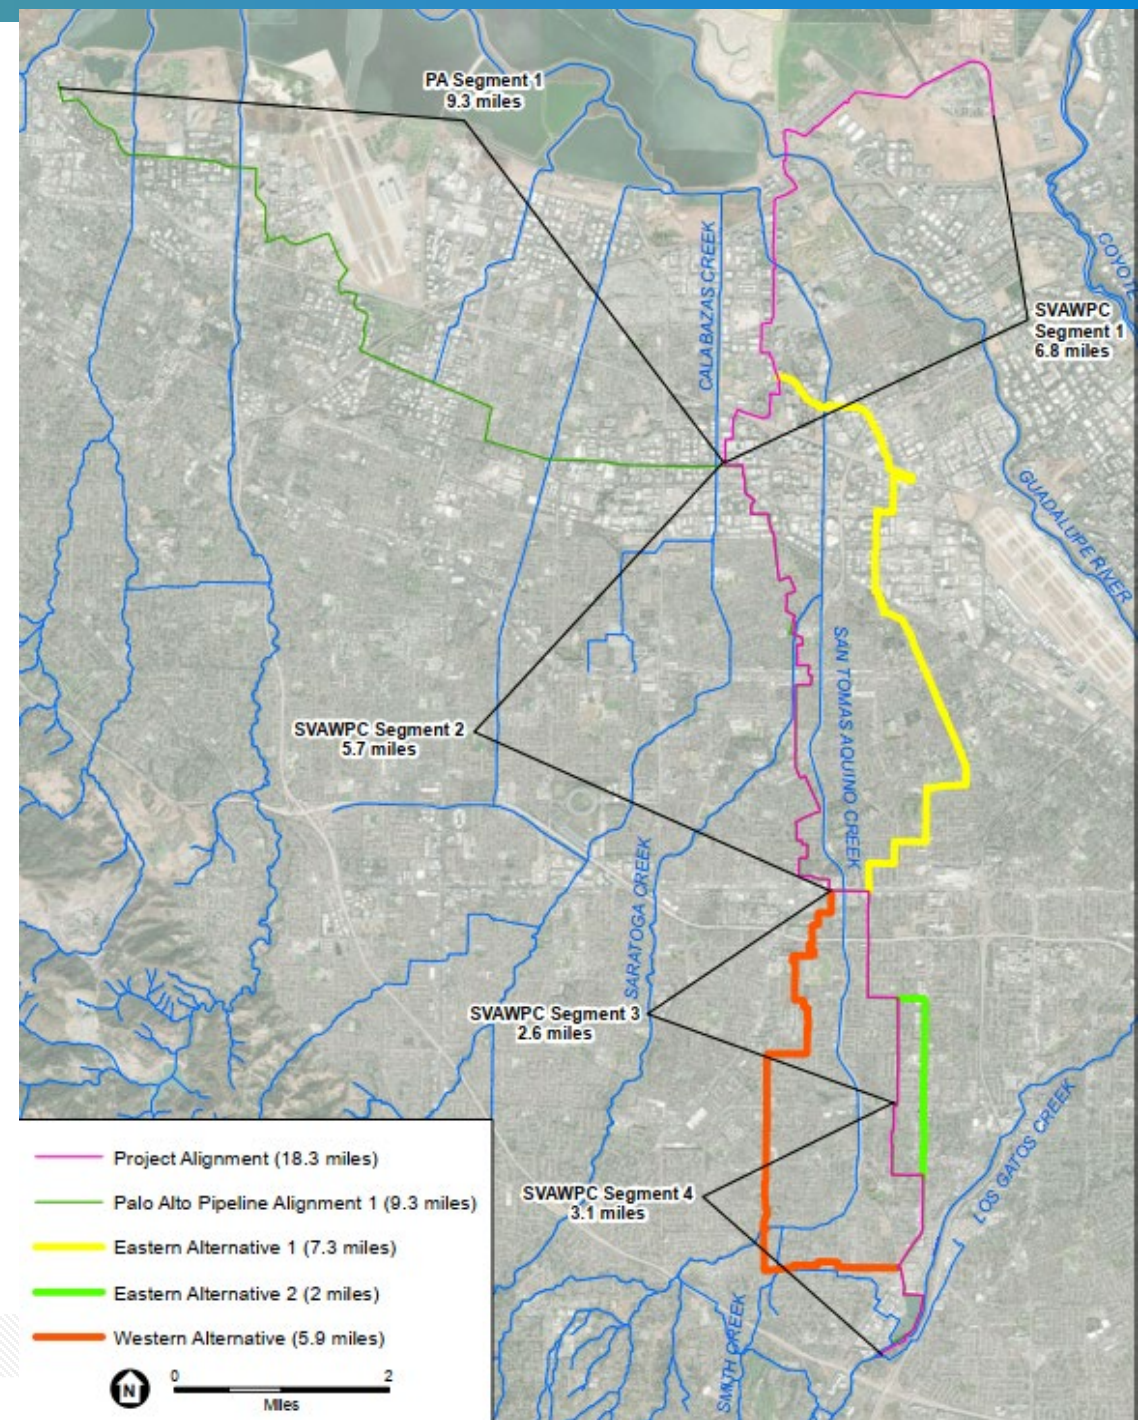 PA Segment 1
9.3 miles
COYOTE
CALABAZAS CREEK
SVAWPC
Segment 1
6.8 miles
GUADALUPE RIVER
SAN TOMAS AQUINO CREEK
SVAWPC Segment 2
5.7 miles
SARATOGA CREEK
SVAWPC Segment 3
2.6 miles
LOS GATOS CREEK
SVAWPC Segment 4
3.1 miles
SMITH CREEK
Project Alignment (18.3 miles)
Palo Alto Pipeline Alignment 1 (9.3 miles)
Eastern Alternative 1 (7.3 miles)
Eastern Alternative 2 (2 miles)
Western Alternative (5.9 miles)
N
0 2
Miles